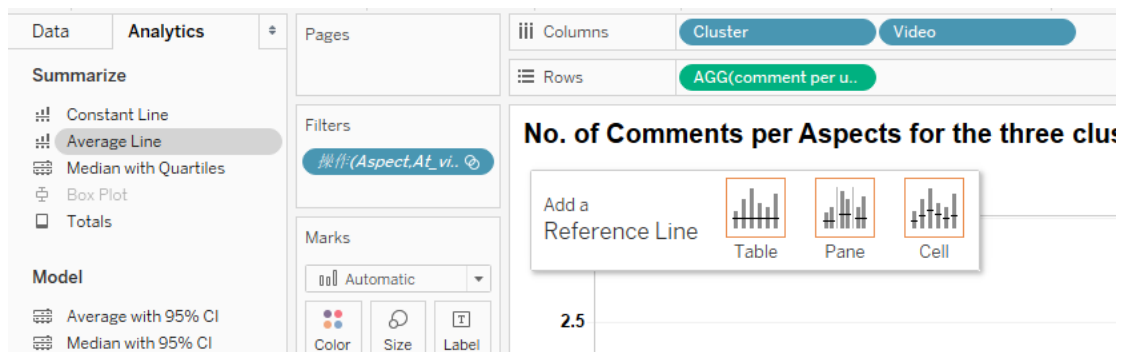 Data
Analytics
Pages
Columns
Cluster
Video
Summarize
Rows
AGG(comment per u..
Constant Line
Average Line
Median with Quartiles
Box Plot
Totals
Filters
操作(Aspect,At_vi..
No. of Comments per Aspects for the three clus
Add a
Reference Line
Table
Pane
Cell
Marks
Automatic
Model
Average with 95% CI
Median with 95% CI
Color
Size
Label
2.5